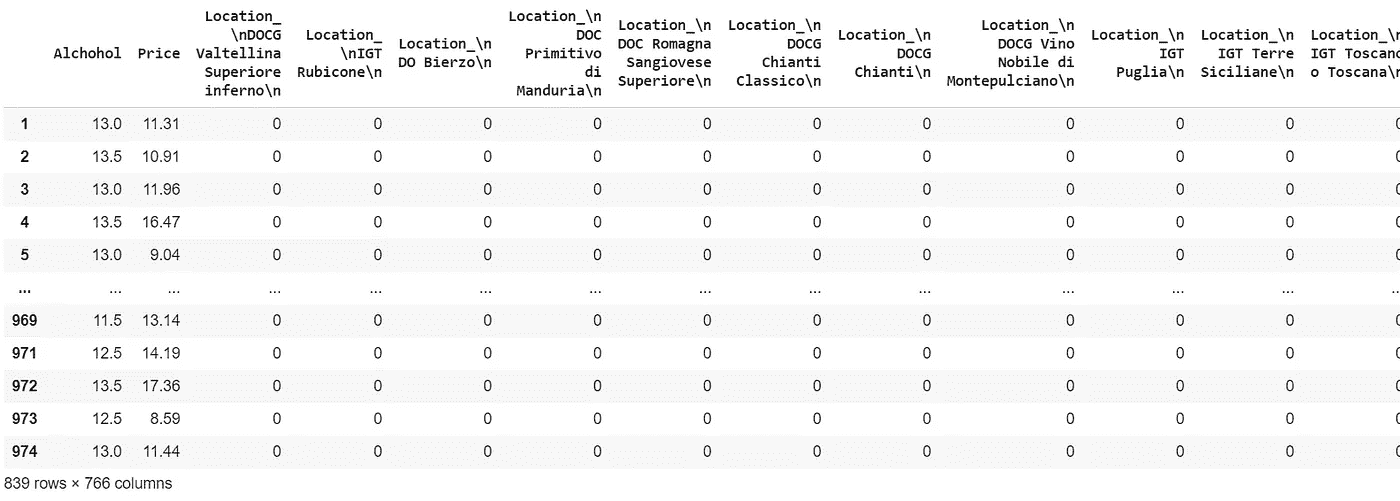 Alchohol Price Location_ \nDOCG Valtellina Superiore inferno\n Location_ \nIGT Rubicone\n Location_\n DO Bierzo\n Location_\n DOC Primitivo di Manduria\n Location_\n DOC Romagna Sangiovese Superiore\n Location_\n DOCG Chianti Classico\n Location_\n DOCG Chianti\n Location_\n DOCG Vino Nobile di Montepulciano\n Location_\n IGT Puglia\n Location_\n IGT Terre Siciliane\n Location_\n IGT Toscano o Toscana\n
1 13.0 11.31 0 0 0 0 0 0 0 0 0 0 0
2 13.5 10.91 0 0 0 0 0 0 0 0 0 0 0
3 13.0 11.96 0 0 0 0 0 0 0 0 0 0 0
4 13.5 16.47 0 0 0 0 0 0 0 0 0 0 0
5 13.0 9.04 0 0 0 0 0 0 0 0 0 0 0
... ... ... ... ... ... ... ... ... ... ... ... ... ...
969 11.5 13.14 0 0 0 0 0 0 0 0 0 0 0
971 12.5 14.19 0 0 0 0 0 0 0 0 0 0 0
972 13.5 17.36 0 0 0 0 0 0 0 0 0 0 0
973 12.5 8.59 0 0 0 0 0 0 0 0 0 0 0
974 13.0 11.44 0 0 0 0 0 0 0 0 0 0 0
839 rows × 766 columns